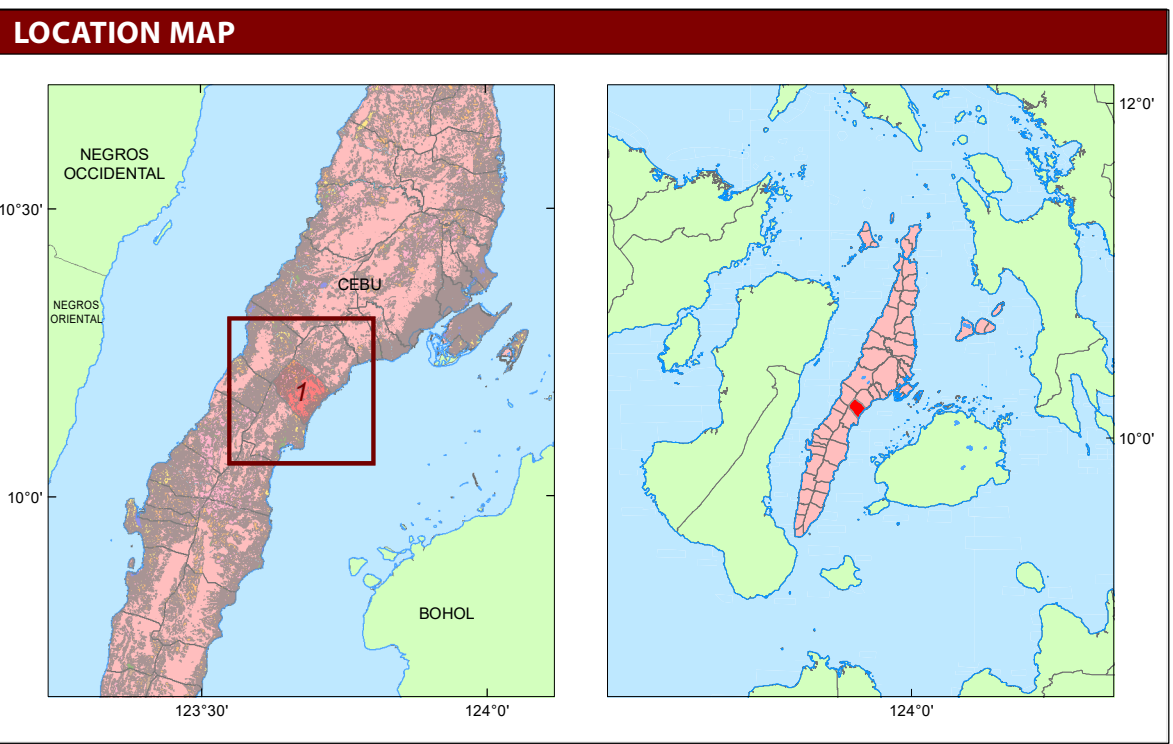 LOCATION MAP
NEGROS
OCCIDENTAL
10°30'
CEBU
NEGROS
ORIENTAL
1
10°0'
BOHOL
123°30'
124°0'
12°0'
10°0'
124°0'